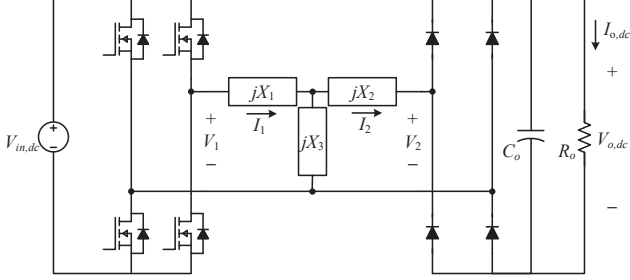 I_{o,dc}
+
jX_1
jX_2
+ +
+ I_1 I_2 +
V_{in,dc} − V_1 jX_3 V_2 C_o R_o V_{o,dc}
− −
−